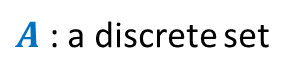 A : a discrete set